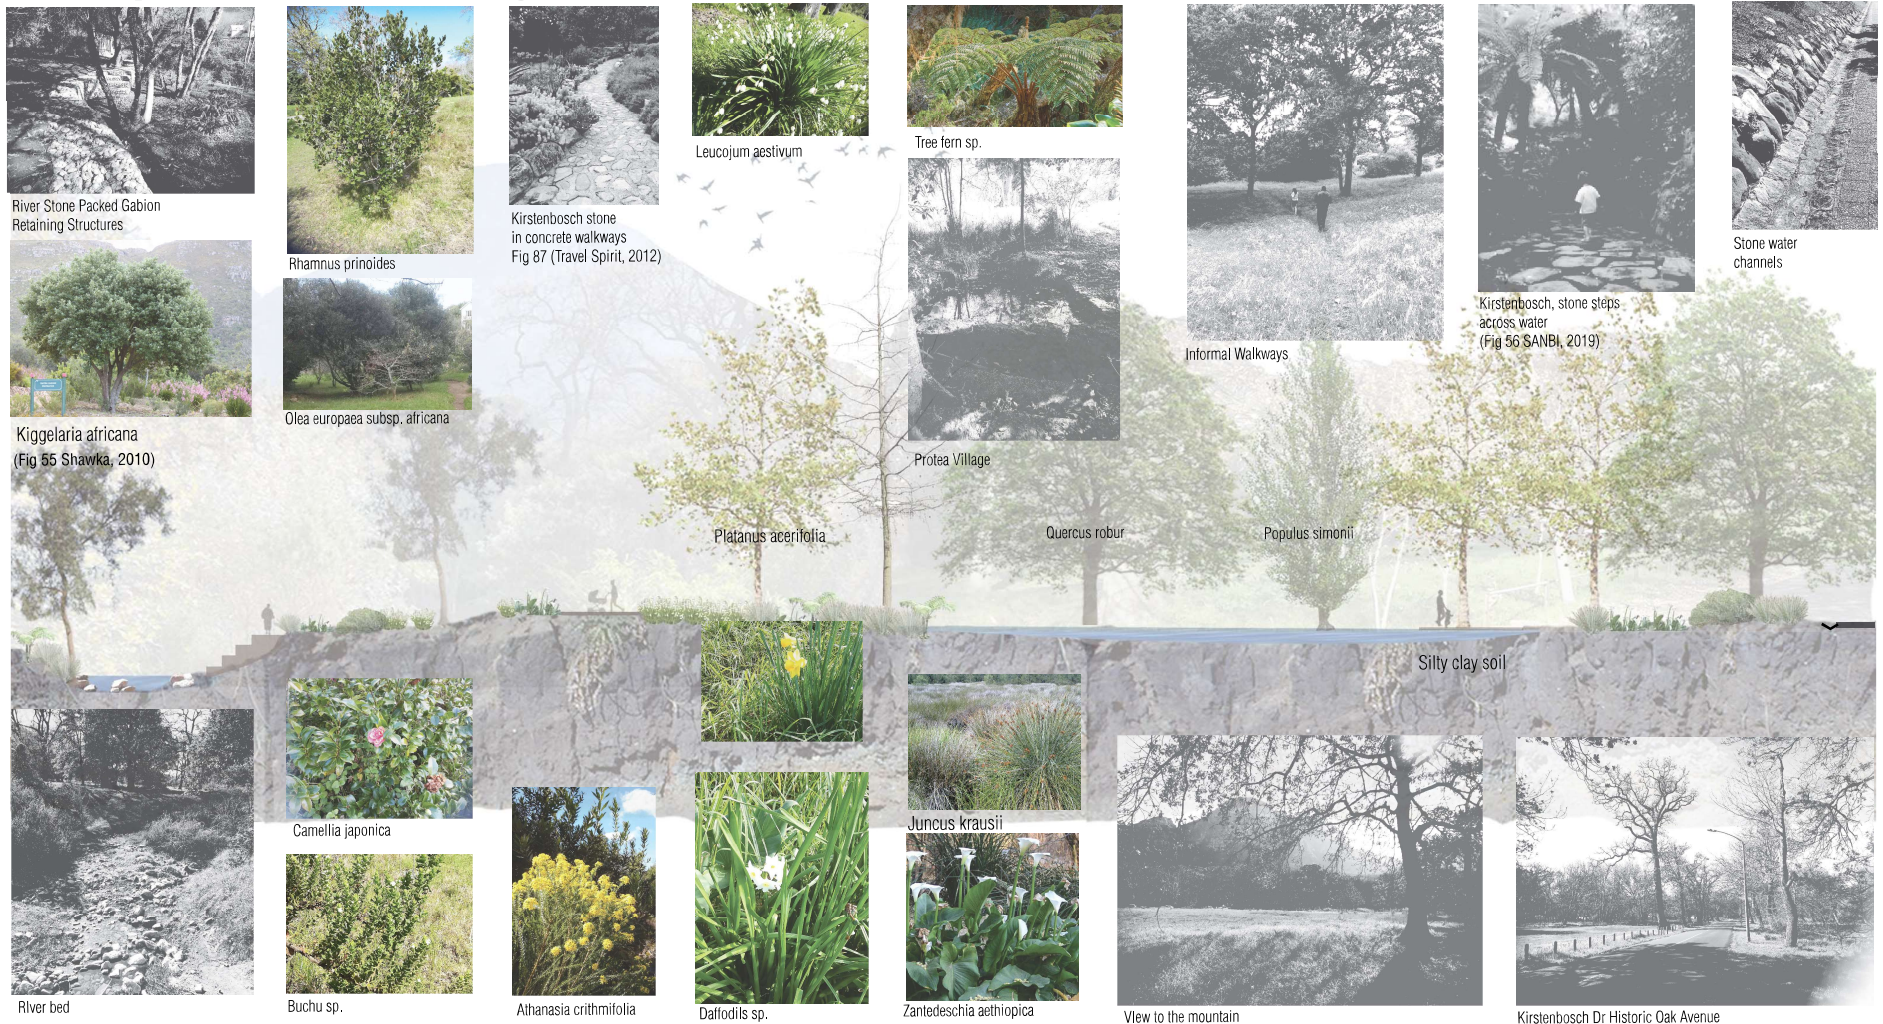 River Stone Packed Gabion
Retaining Structures
Rhamnus prinoides
Kirstenbosch stone
in concrete walkways
Fig 87 (Travel Spirit, 2012)
Leucojum aestivum
Tree fern sp.
Informal Walkways
Kirstenbosch, stone steps
across water
(Fig 56 SANBI, 2019)
Stone water
channels
Kiggelaria africana
(Fig 55 Shawka, 2010)
Olea europaea subsp. africana
Protea Village
Platanus acerifolia
Quercus robur
Populus simonii
Silty clay soil
Camellia japonica
Juncus krausii
RIver bed
Buchu sp.
Athanasia crithmifolia
Daffodils sp.
Zantedeschia aethiopica
VIew to the mountain
Kirstenbosch Dr Historic Oak Avenue